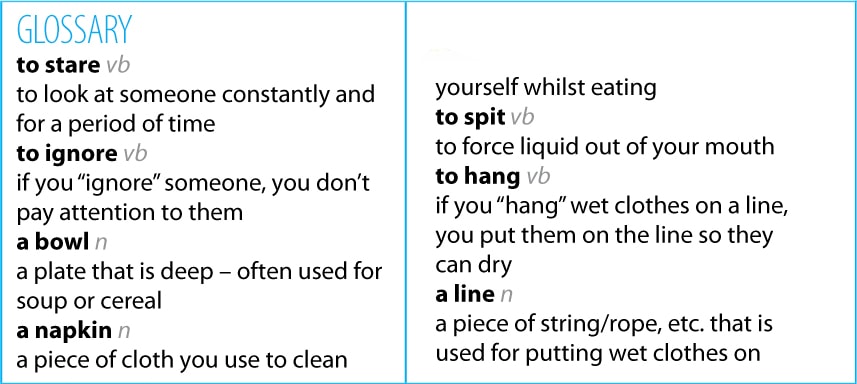 GLOSSARY
to stare vb
to look at someone constantly and
for a period of time
to ignore vb
if you “ignore” someone, you don’t
pay attention to them
a bowl n
a plate that is deep – often used for
soup or cereal
a napkin n
a piece of cloth you use to clean
yourself whilst eating
to spit vb
to force liquid out of your mouth
to hang vb
if you “hang” wet clothes on a line,
you put them on the line so they
can dry
a line n
a piece of string/rope, etc. that is
used for putting wet clothes on